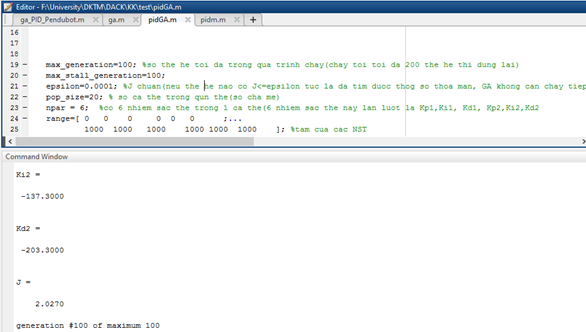 Editor - F:\University\DKTM\DACK\KK\test\pidGA.m
ga_PID_Pendubot.m ga.m pidGA.m pidm.m +
16
17
18
19 - max_generation=100; %so the he toi da trong qua trinh chay(chay toi toi da 200 the he thi dung lai)
20 - max_stall_generation=100;
21 - epsilon=0.0001; %J chuan(neu the he nao co J<=epsilon tuc la da tim duoc thog so thoa man, GA khong can chay tiep
22 - pop_size=20; % so ca the trong qun the(so cha me)
23 - npar = 6; %co 6 nhiem sac the trong 1 ca the(6 nhiem sac the nay lan luot la Kp1,Ki1, Kd1, Kp2,Ki2,Kd2
24 - range=[ 0 0 0 0 0 0 ;...
25 1000 1000 1000 1000 1000 1000 ]; %tam cua cac NST
Command Window
Ki2 =
-137.3000
Kd2 =
-203.3000
J =
2.0270
generation #100 of maximum 100